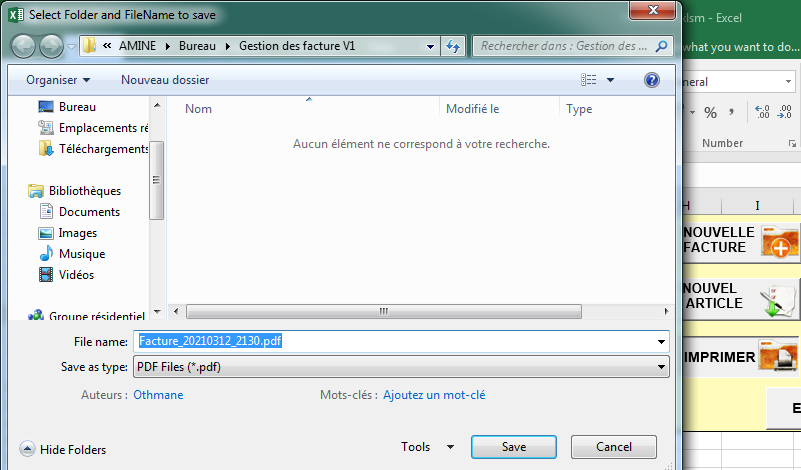 Select Folder and FileName to save
xlsm - Excel
« AMINE Bureau Gestion des facture V1
Rechercher dans : Gestion des ...
what you want to do...
Organiser Nouveau dossier
Bureau
Emplacements ré
Téléchargements
Bibliothèques
Documents
Images
Musique
Vidéos
Groupe résidentiel
Nom Modifié le Type
Aucun élément ne correspond à votre recherche.
neral
% ,
Number
H I
NOUVELLE
FACTURE
NOUVEL
ARTICLE
IMPRIMER
E
File name: Facture_20210312_2130.pdf
Save as type: PDF Files (*.pdf)
Auteurs : Othmane Mots-clés : Ajoutez un mot-clé
Hide Folders Tools Save Cancel